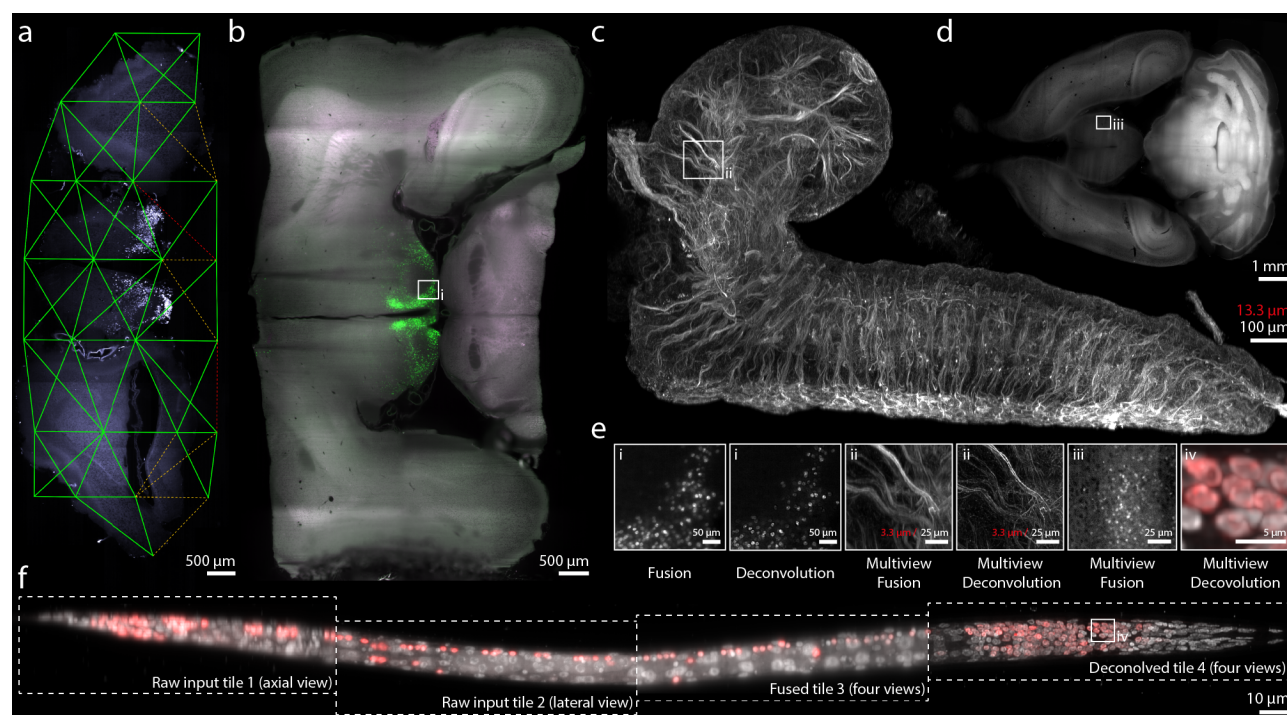 a
b
c
d
ii
iii
i
1 mm
13.3 µm
100 µm
500 µm
500 µm
e
i
i
ii
ii
iii
iv
50 µm
50 µm
3.3 µm
25 µm
3.3 µm
25 µm
25 µm
5 µm
Fusion
Deconvolution
Multiview
Fusion
Multiview
Deconvolution
Multiview
Fusion
Multiview
Decovolution
f
iv
Raw input tile 1 (axial view)
Raw input tile 2 (lateral view)
Fused tile 3 (four views)
Deconolved tile 4 (four views)
10 µm